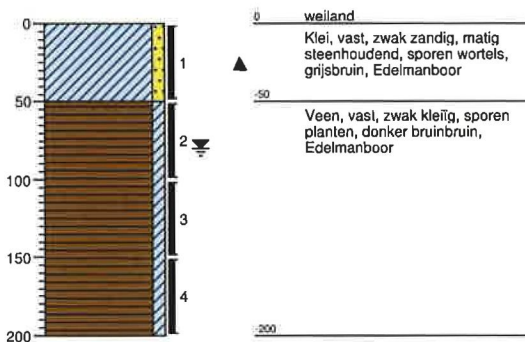 0
50
100
150
200
1
2
3
4
0 weiland
Klei, vast, zwak zandig, matig
steenhoudend, sporen wortels,
grijsbruin, Edelmanboor
-50
Veen, vast, zwak kleiïg, sporen
planten, donker bruinbruin,
Edelmanboor
-200